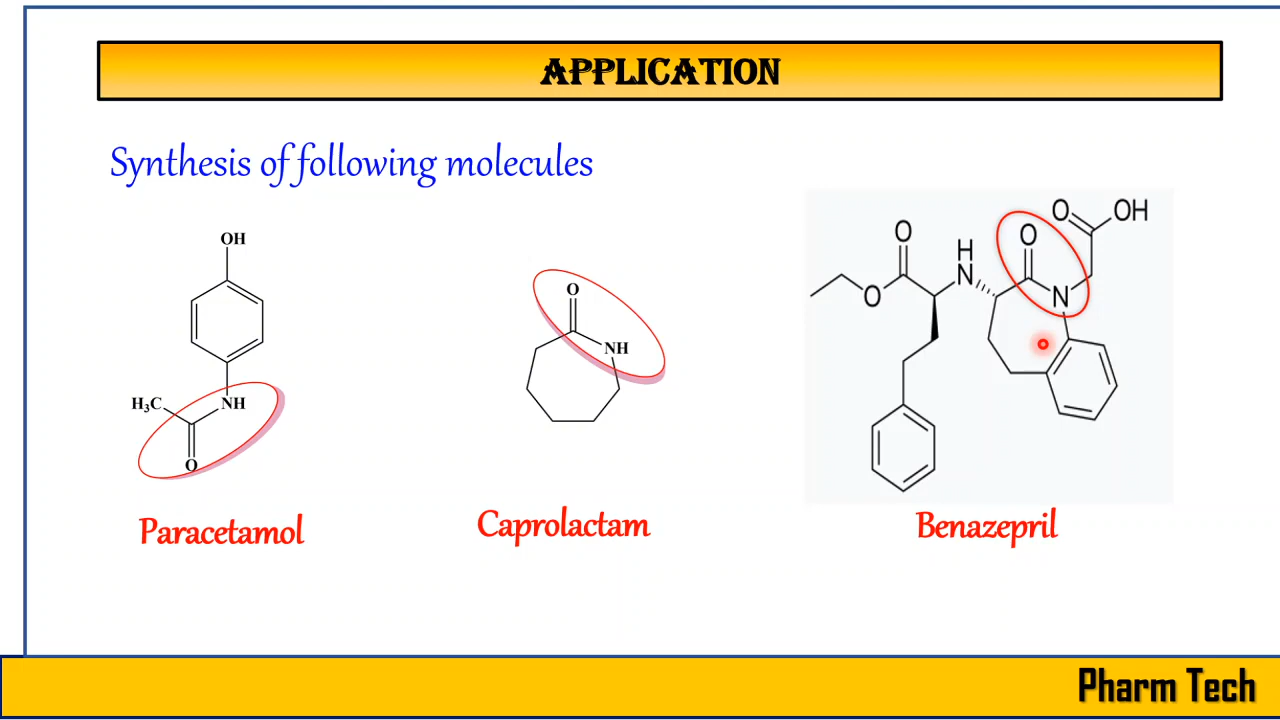 APPLICATION
Synthesis of following molecules
OH
H₃C
NH
O
Paracetamol
O
NH
Caprolactam
O
O
H
N
O
N
O
OH
Benazepril
Pharm Tech